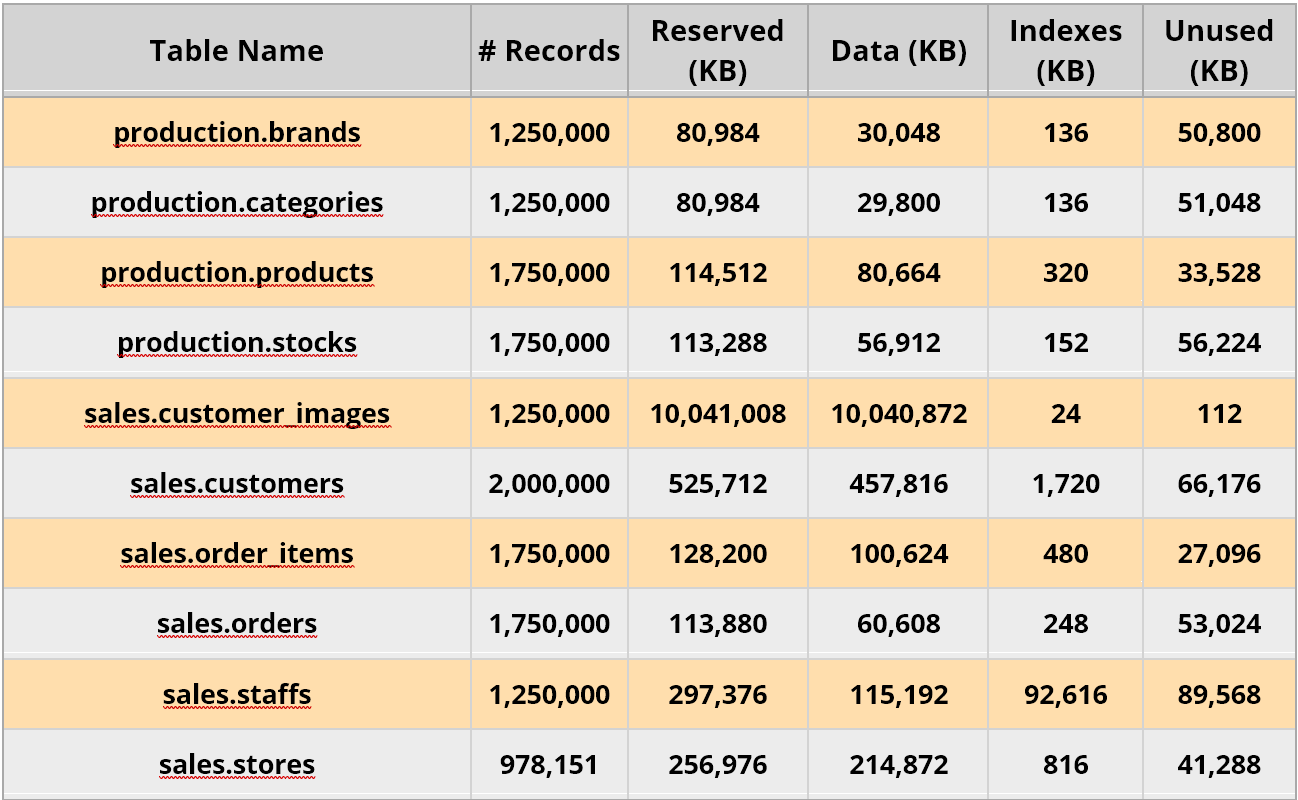 Table Name # Records Reserved (KB) Data (KB) Indexes (KB) Unused (KB)
production.brands 1,250,000 80,984 30,048 136 50,800
production.categories 1,250,000 80,984 29,800 136 51,048
production.products 1,750,000 114,512 80,664 320 33,528
production.stocks 1,750,000 113,288 56,912 152 56,224
sales.customer_images 1,250,000 10,041,008 10,040,872 24 112
sales.customers 2,000,000 525,712 457,816 1,720 66,176
sales.order_items 1,750,000 128,200 100,624 480 27,096
sales.orders 1,750,000 113,880 60,608 248 53,024
sales.staffs 1,250,000 297,376 115,192 92,616 89,568
sales.stores 978,151 256,976 214,872 816 41,288